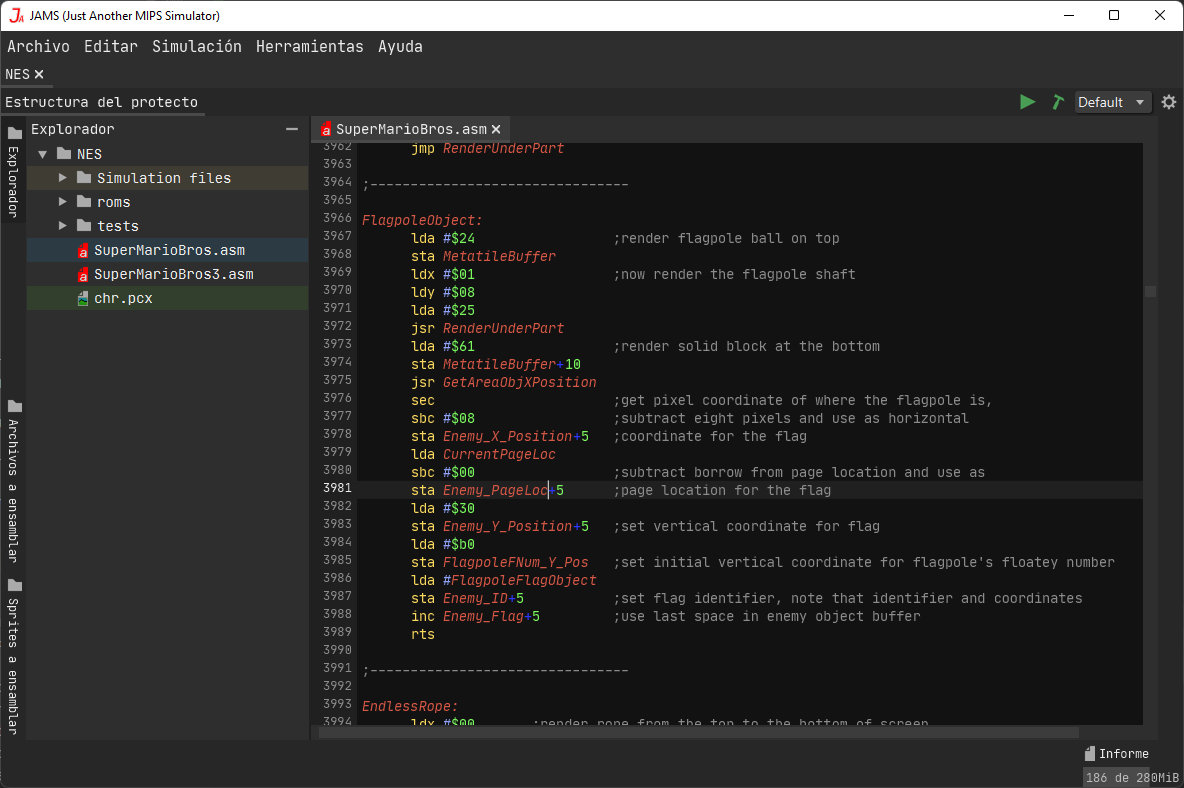 JAMS (Just Another MIPS Simulator)
Archivo Editar Simulación Herramientas Ayuda
NES
Estructura del protecto
Default
Explorador
Archivos a ensamblar
Sprites a ensamblar
Explorador
NES
Simulation files
roms
tests
SuperMarioBros.asm
SuperMarioBros3.asm
chr.pcx
SuperMarioBros.asm
3962 jmp RenderUnderPart
3963
3964 ;--------------------------------
3965
3966 FlagpoleObject:
3967 lda #$24 ;render flagpole ball on top
3968 sta MetatileBuffer
3969 ldx #$01 ;now render the flagpole shaft
3970 ldy #$08
3971 lda #$25
3972 jsr RenderUnderPart
3973 lda #$61 ;render solid block at the bottom
3974 sta MetatileBuffer+10
3975 jsr GetAreaObjXPosition
3976 sec ;get pixel coordinate of where the flagpole is,
3977 sbc #$08 ;subtract eight pixels and use as horizontal
3978 sta Enemy_X_Position+5 ;coordinate for the flag
3979 lda CurrentPageLoc
3980 sbc #$00 ;subtract borrow from page location and use as
3981 sta Enemy_PageLoc+5 ;page location for the flag
3982 lda #$30
3983 sta Enemy_Y_Position+5 ;set vertical coordinate for flag
3984 lda #$b0
3985 sta FlagpoleFNum_Y_Pos ;set initial vertical coordinate for flagpole's floatey number
3986 lda #FlagpoleFlagObject
3987 sta Enemy_ID+5 ;set flag identifier, note that identifier and coordinates
3988 inc Enemy_Flag+5 ;use last space in enemy object buffer
3989 rts
3990
3991 ;--------------------------------
3992
3993 EndlessRope:
3994 ldx #$00 ;render rope from the top to the bottom of screen
Informe
186 de 280MiB